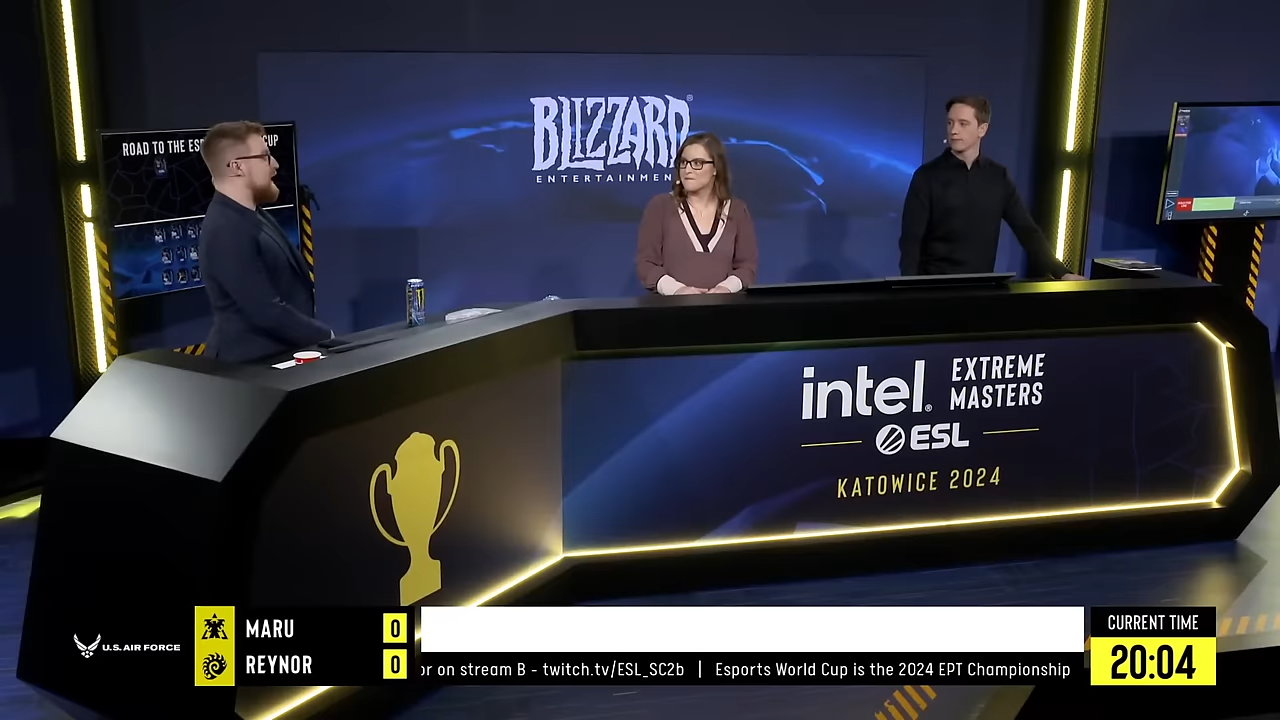 BLIZZARD
ENTERTAINMEN
ROAD TO THE ES
CUP
intel
EXTREME
MASTERS
ESL
KATOWICE 2024
U.S. AIR FORCE
MARU 0
REYNOR 0
or on stream B - twitch.tv/ESL_SC2b | Esports World Cup is the 2024 EPT Championship
CURRENT TIME
20:04